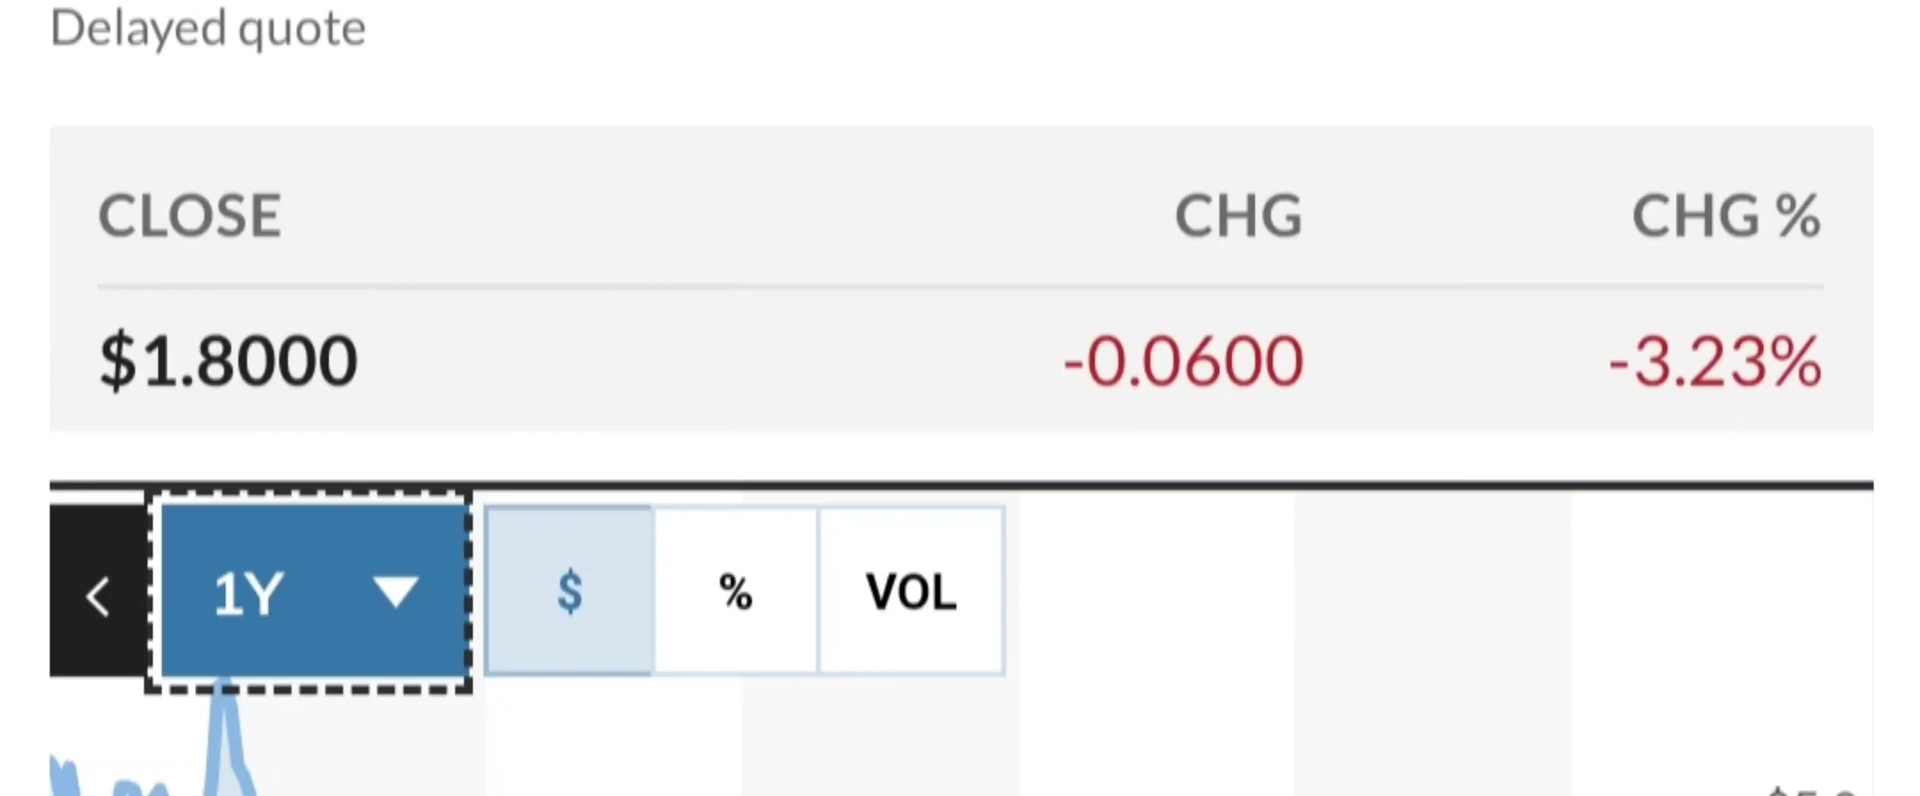 Delayed quote
CLOSE CHG CHG %
$1.8000 -0.0600 -3.23%
1Y $ % VOL